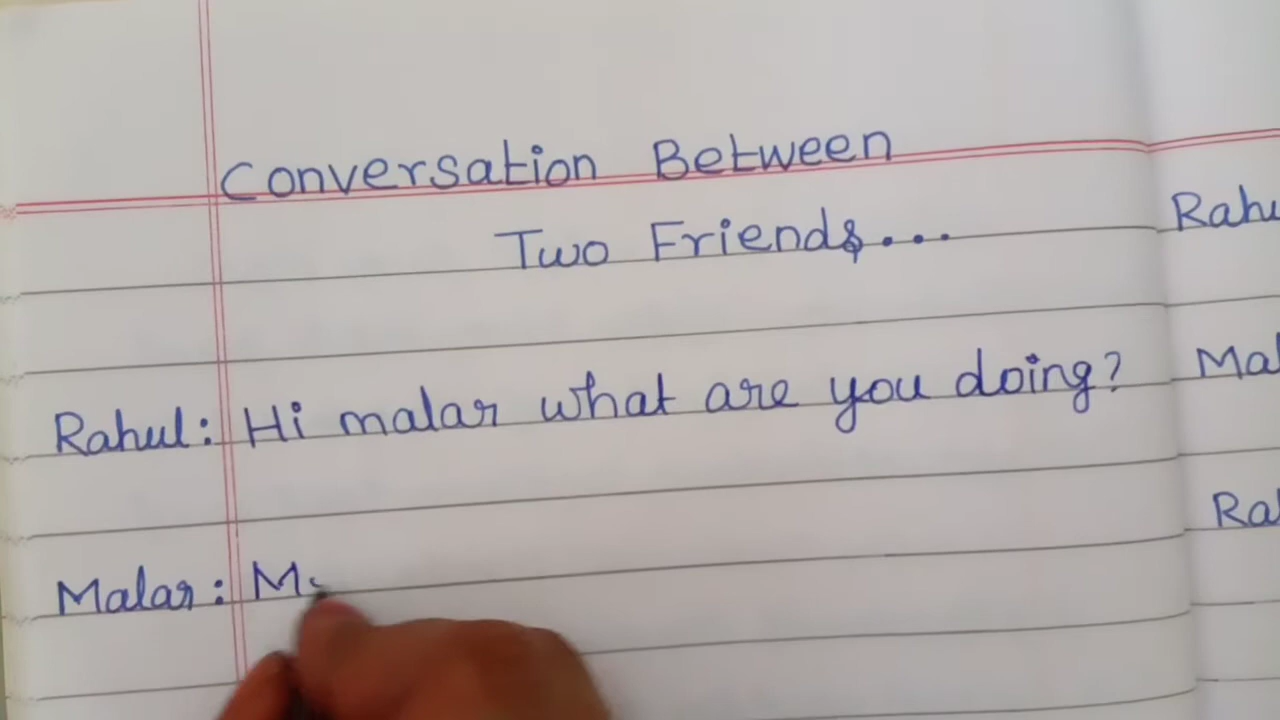 Conversation Between
Two Friends...
Rahul: Hi malar what are you doing?
Malar: M